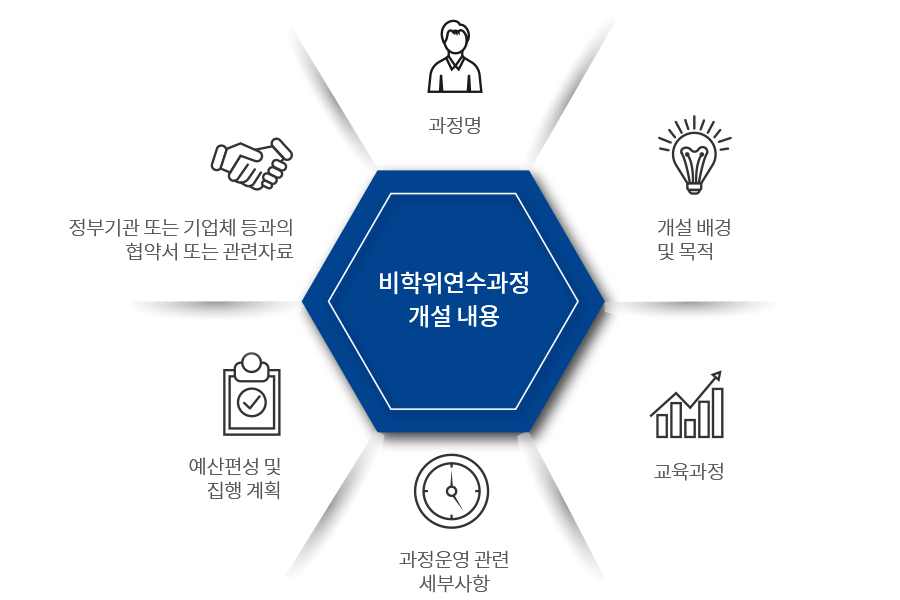 과정명
정부기관 또는 기업체 등과의
협약서 또는 관련자료
개설 배경
및 목적
비학위연수과정
개설 내용
예산편성 및
집행 계획
교육과정
과정운영 관련
세부사항